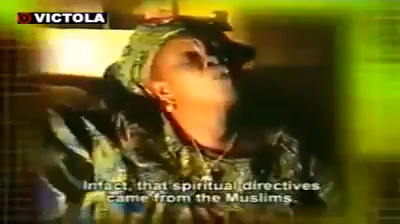 VICTOLA
Infact, that spiritual directives
came from the Muslims.